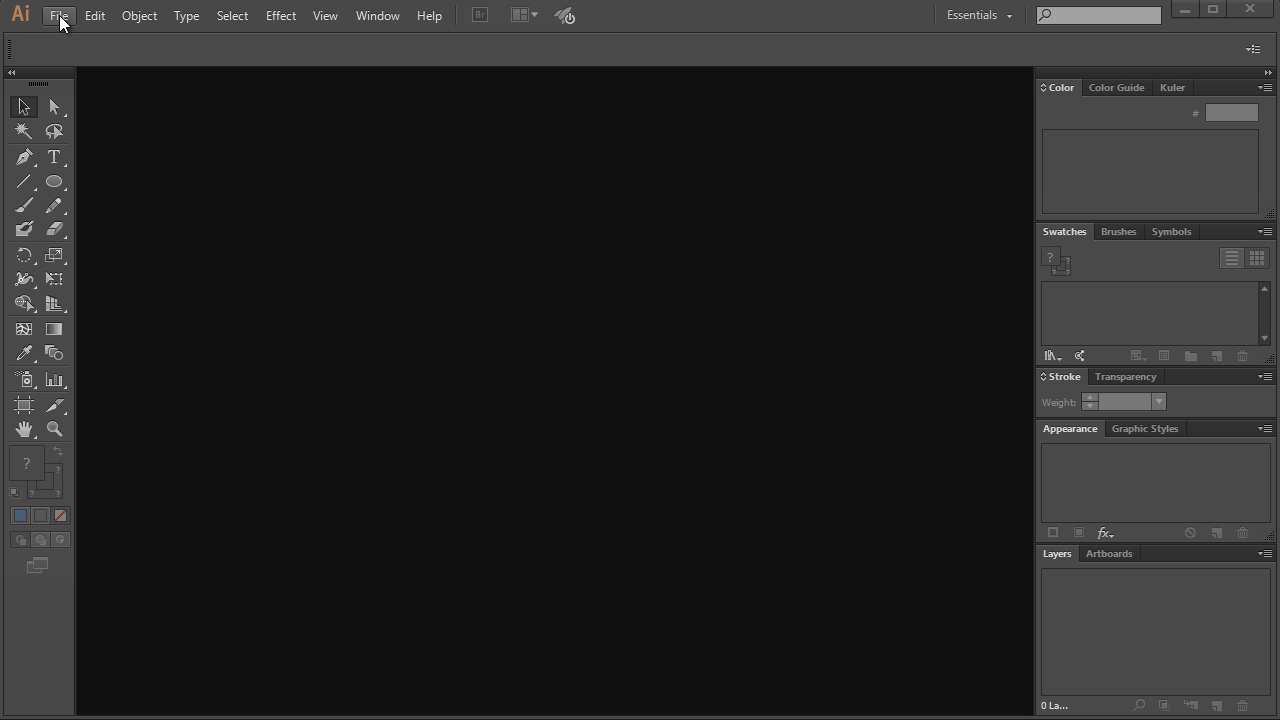 Ai File Edit Object Type Select Effect View Window Help Br Essentials
Color Color Guide Kuler
#
Swatches Brushes Symbols
?
?
Stroke Transparency
Weight:
Appearance Graphic Styles
T
?
?
? ?
fx
Layers Artboards
0 La...